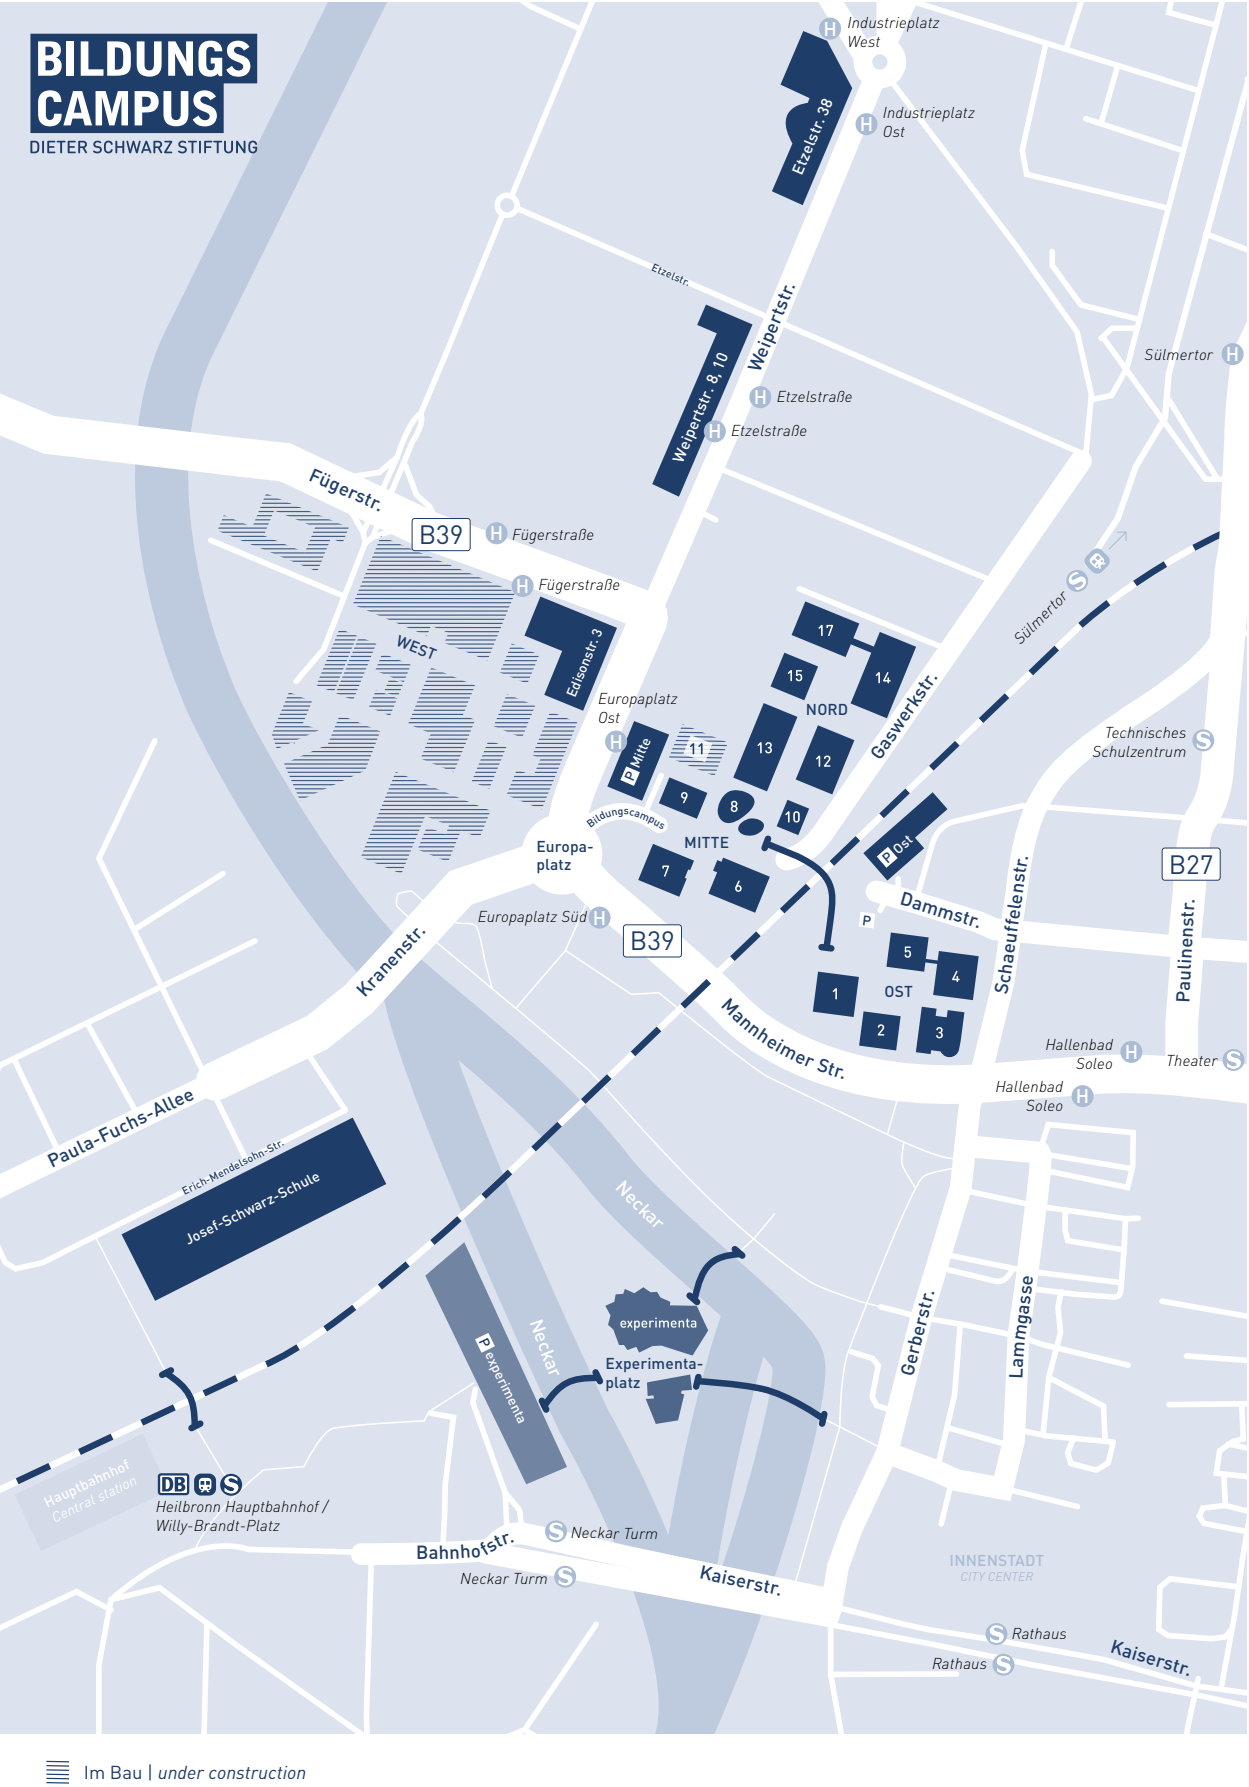 BILDUNGS
CAMPUS
DIETER SCHWARZ STIFTUNG
H Industrieplatz
West
H Industrieplatz
Ost
Etzelstr. 38
Etzelstr.
Weipertstr.
Weipertstr. 8, 10
Sülmertor H
H Etzelstraße
H Etzelstraße
Fügerstr.
B39
H Fügerstraße
H Fügerstraße
WEST
Edisonstr. 3
Sülmertor S
Europaplatz
Ost
H
P Mitte
11
17
15
14
NORD
13
12
Gaswerkstr.
Technisches
Schulzentrum S
9
8
10
Bildungscampus
MITTE
7
6
Europa-
platz
P Ost
B27
Europaplatz Süd H
B39
P
Dammstr.
Schaeuffelenstr.
Paulinenstr.
Kranenstr.
5
4
1
OST
2
3
Mannheimer Str.
Hallenbad
Soleo H
Theater S
Hallenbad
Soleo H
Paula-Fuchs-Allee
Erich-Mendelsohn-Str.
Josef-Schwarz-Schule
Neckar
Neckar
P experimenta
experimenta
Experimenta-
platz
Gerberstr.
Lammgasse
Hauptbahnhof
Central station
DB S
Heilbronn Hauptbahnhof /
Willy-Brandt-Platz
Bahnhofstr.
S Neckar Turm
Neckar Turm S
Kaiserstr.
INNENSTADT
CITY CENTER
S Rathaus
Rathaus S
Kaiserstr.
Im Bau | under construction